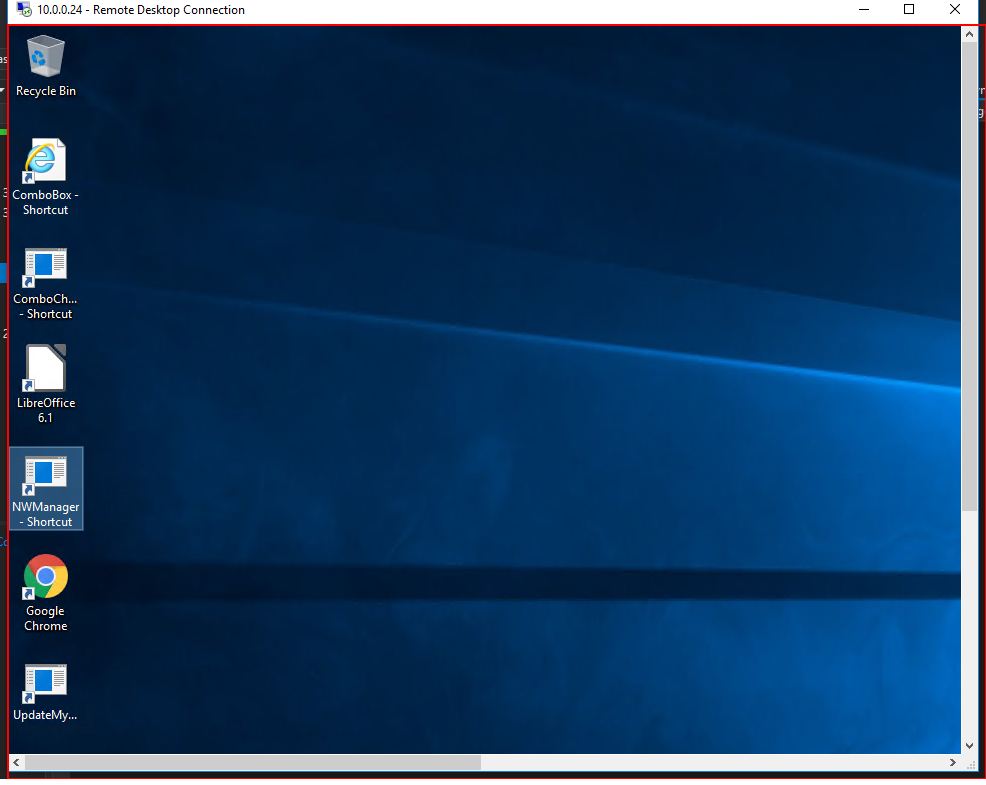 10.0.0.24 - Remote Desktop Connection
Recycle Bin
ComboBox -
Shortcut
ComboCh...
- Shortcut
LibreOffice
6.1
NWManager
- Shortcut
Google
Chrome
UpdateMy...